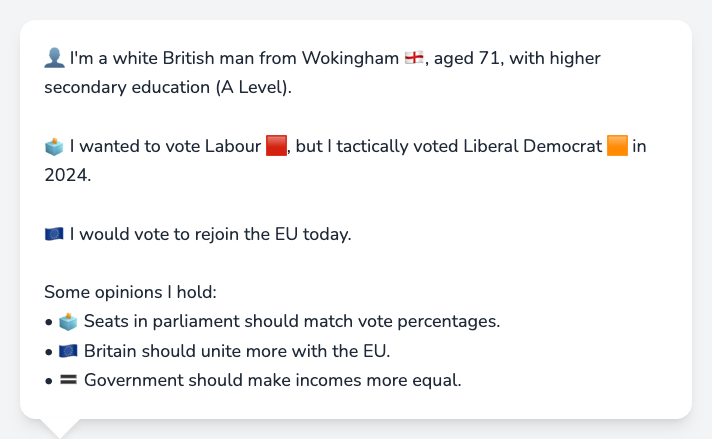 👤 I'm a white British man from Wokingham 🏴󠁧󠁢󠁥󠁮󠁧󠁿, aged 71, with higher
secondary education (A Level).
🗳️ I wanted to vote Labour 🟥, but I tactically voted Liberal Democrat 🟧 in
2024.
🇪🇺 I would vote to rejoin the EU today.
Some opinions I hold:
• 🗳️ Seats in parliament should match vote percentages.
• 🇪🇺 Britain should unite more with the EU.
• 🟰 Government should make incomes more equal.